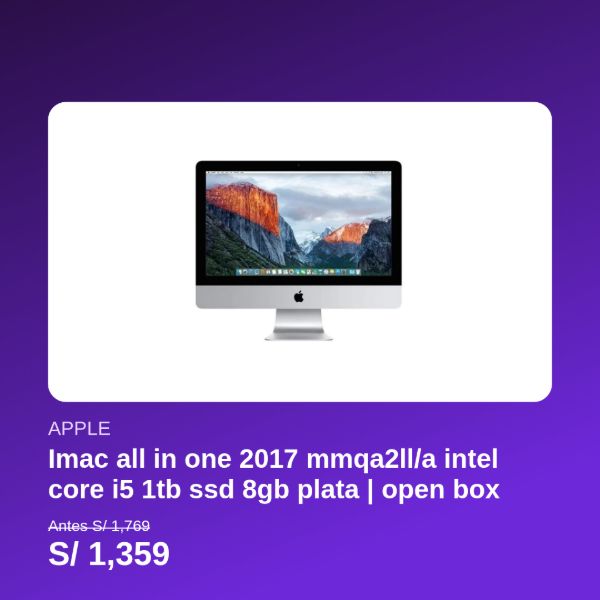 APPLE
Imac all in one 2017 mmqa2ll/a intel
core i5 1tb ssd 8gb plata | open box
Antes S/ 1,769
S/ 1,359